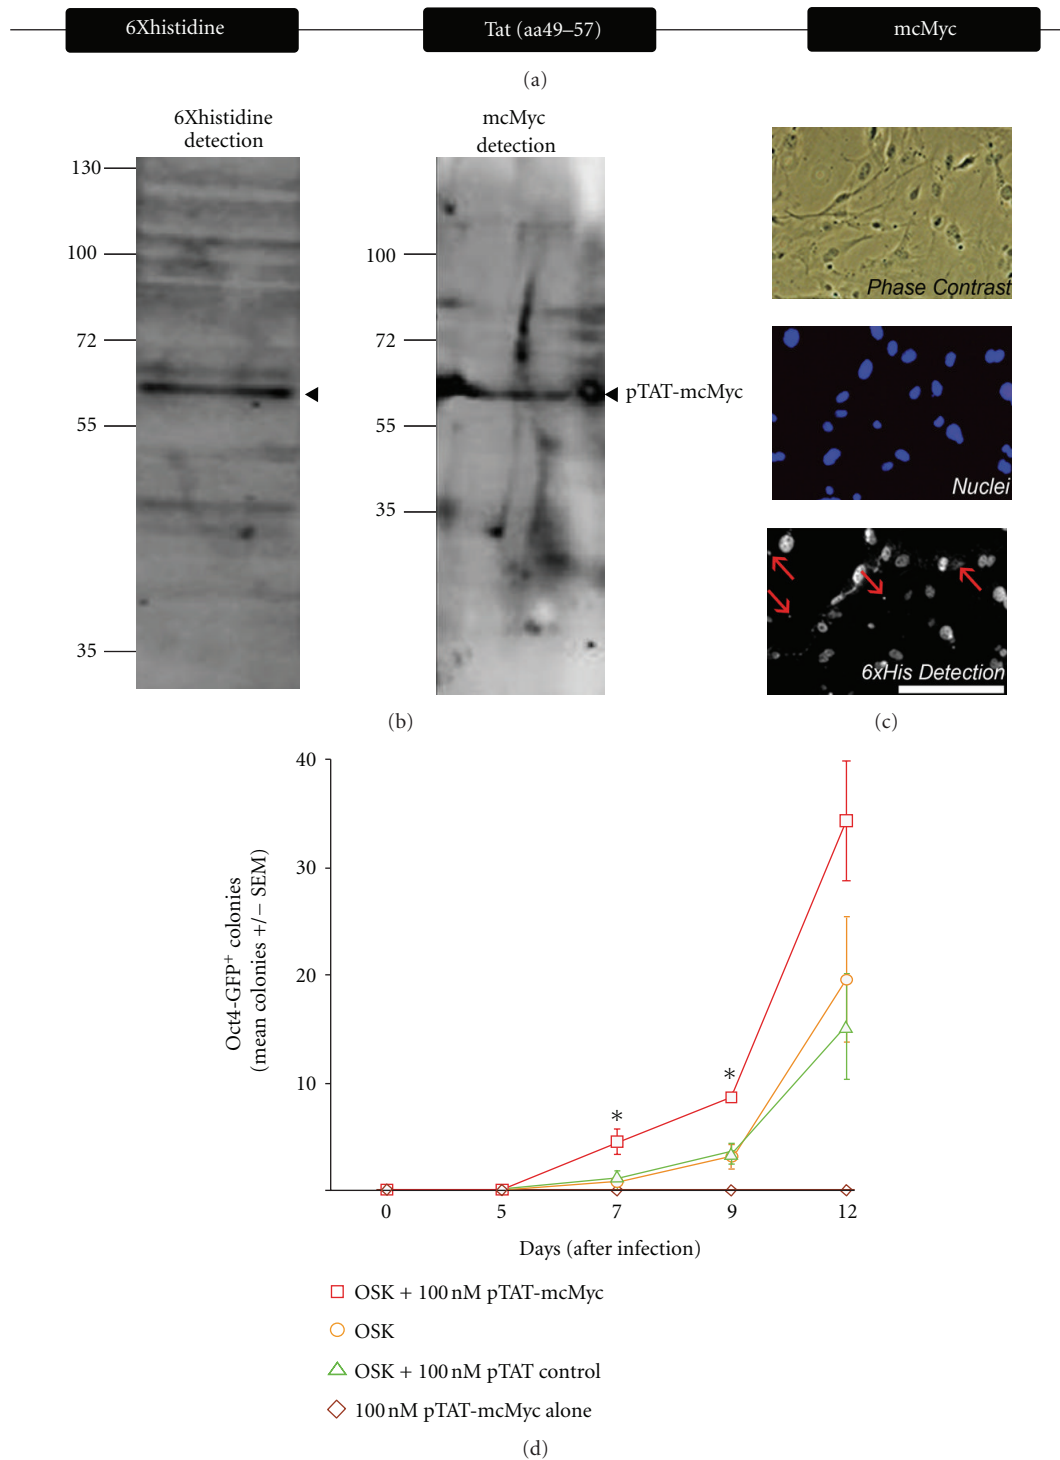 6Xhistidine
Tat (aa49–57)
mcMyc
(a)
6Xhistidine
detection
130
100
72
55
35
mcMyc
detection
100
72
55
35
pTAT-mcMyc
(b)
Phase Contrast
Nuclei
6xHis Detection
(c)
Oct4-GFP+ colonies
(mean colonies +/− SEM)
40
30
20
10
*
*
0 5 7 9 12
Days (after infection)
OSK + 100 nM pTAT-mcMyc
OSK
OSK + 100 nM pTAT control
100 nM pTAT-mcMyc alone
(d)